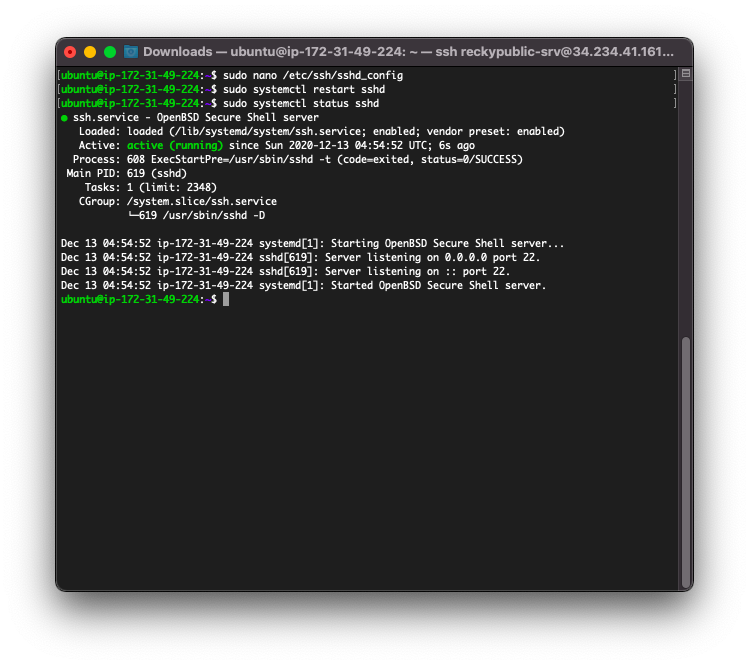 Downloads — ubuntu@ip-172-31-49-224: ~ — ssh reckypublic-srv@34.234.41.161...
[ubuntu@ip-172-31-49-224:~$ sudo nano /etc/ssh/sshd_config ]
[ubuntu@ip-172-31-49-224:~$ sudo systemctl restart sshd ]
[ubuntu@ip-172-31-49-224:~$ sudo systemctl status sshd ]
● ssh.service - OpenBSD Secure Shell server
   Loaded: loaded (/lib/systemd/system/ssh.service; enabled; vendor preset: enabled)
   Active: active (running) since Sun 2020-12-13 04:54:52 UTC; 6s ago
  Process: 608 ExecStartPre=/usr/sbin/sshd -t (code=exited, status=0/SUCCESS)
 Main PID: 619 (sshd)
    Tasks: 1 (limit: 2348)
   CGroup: /system.slice/ssh.service
           └─619 /usr/sbin/sshd -D
Dec 13 04:54:52 ip-172-31-49-224 systemd[1]: Starting OpenBSD Secure Shell server...
Dec 13 04:54:52 ip-172-31-49-224 sshd[619]: Server listening on 0.0.0.0 port 22.
Dec 13 04:54:52 ip-172-31-49-224 sshd[619]: Server listening on :: port 22.
Dec 13 04:54:52 ip-172-31-49-224 systemd[1]: Started OpenBSD Secure Shell server.
ubuntu@ip-172-31-49-224:~$